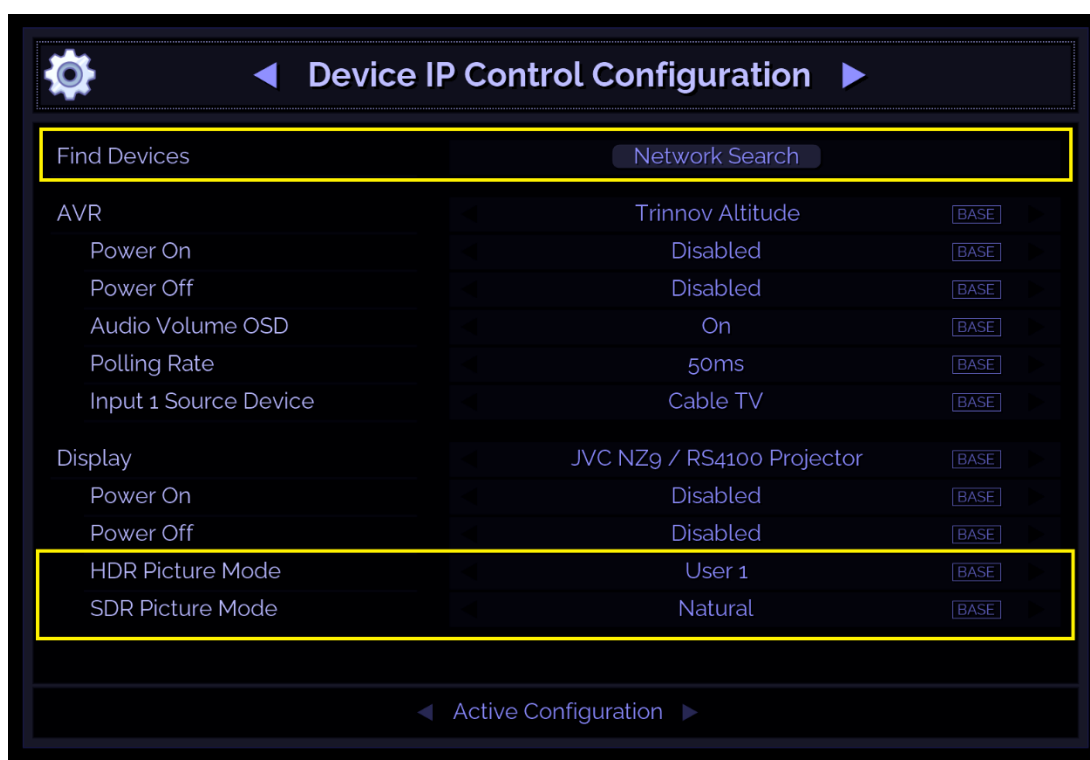 Device IP Control Configuration
Find Devices Network Search
AVR Trinnov Altitude BASE
Power On Disabled BASE
Power Off Disabled BASE
Audio Volume OSD On BASE
Polling Rate 50ms BASE
Input 1 Source Device Cable TV BASE
Display JVC NZ9 / RS4100 Projector BASE
Power On Disabled BASE
Power Off Disabled BASE
HDR Picture Mode User 1 BASE
SDR Picture Mode Natural BASE
Active Configuration